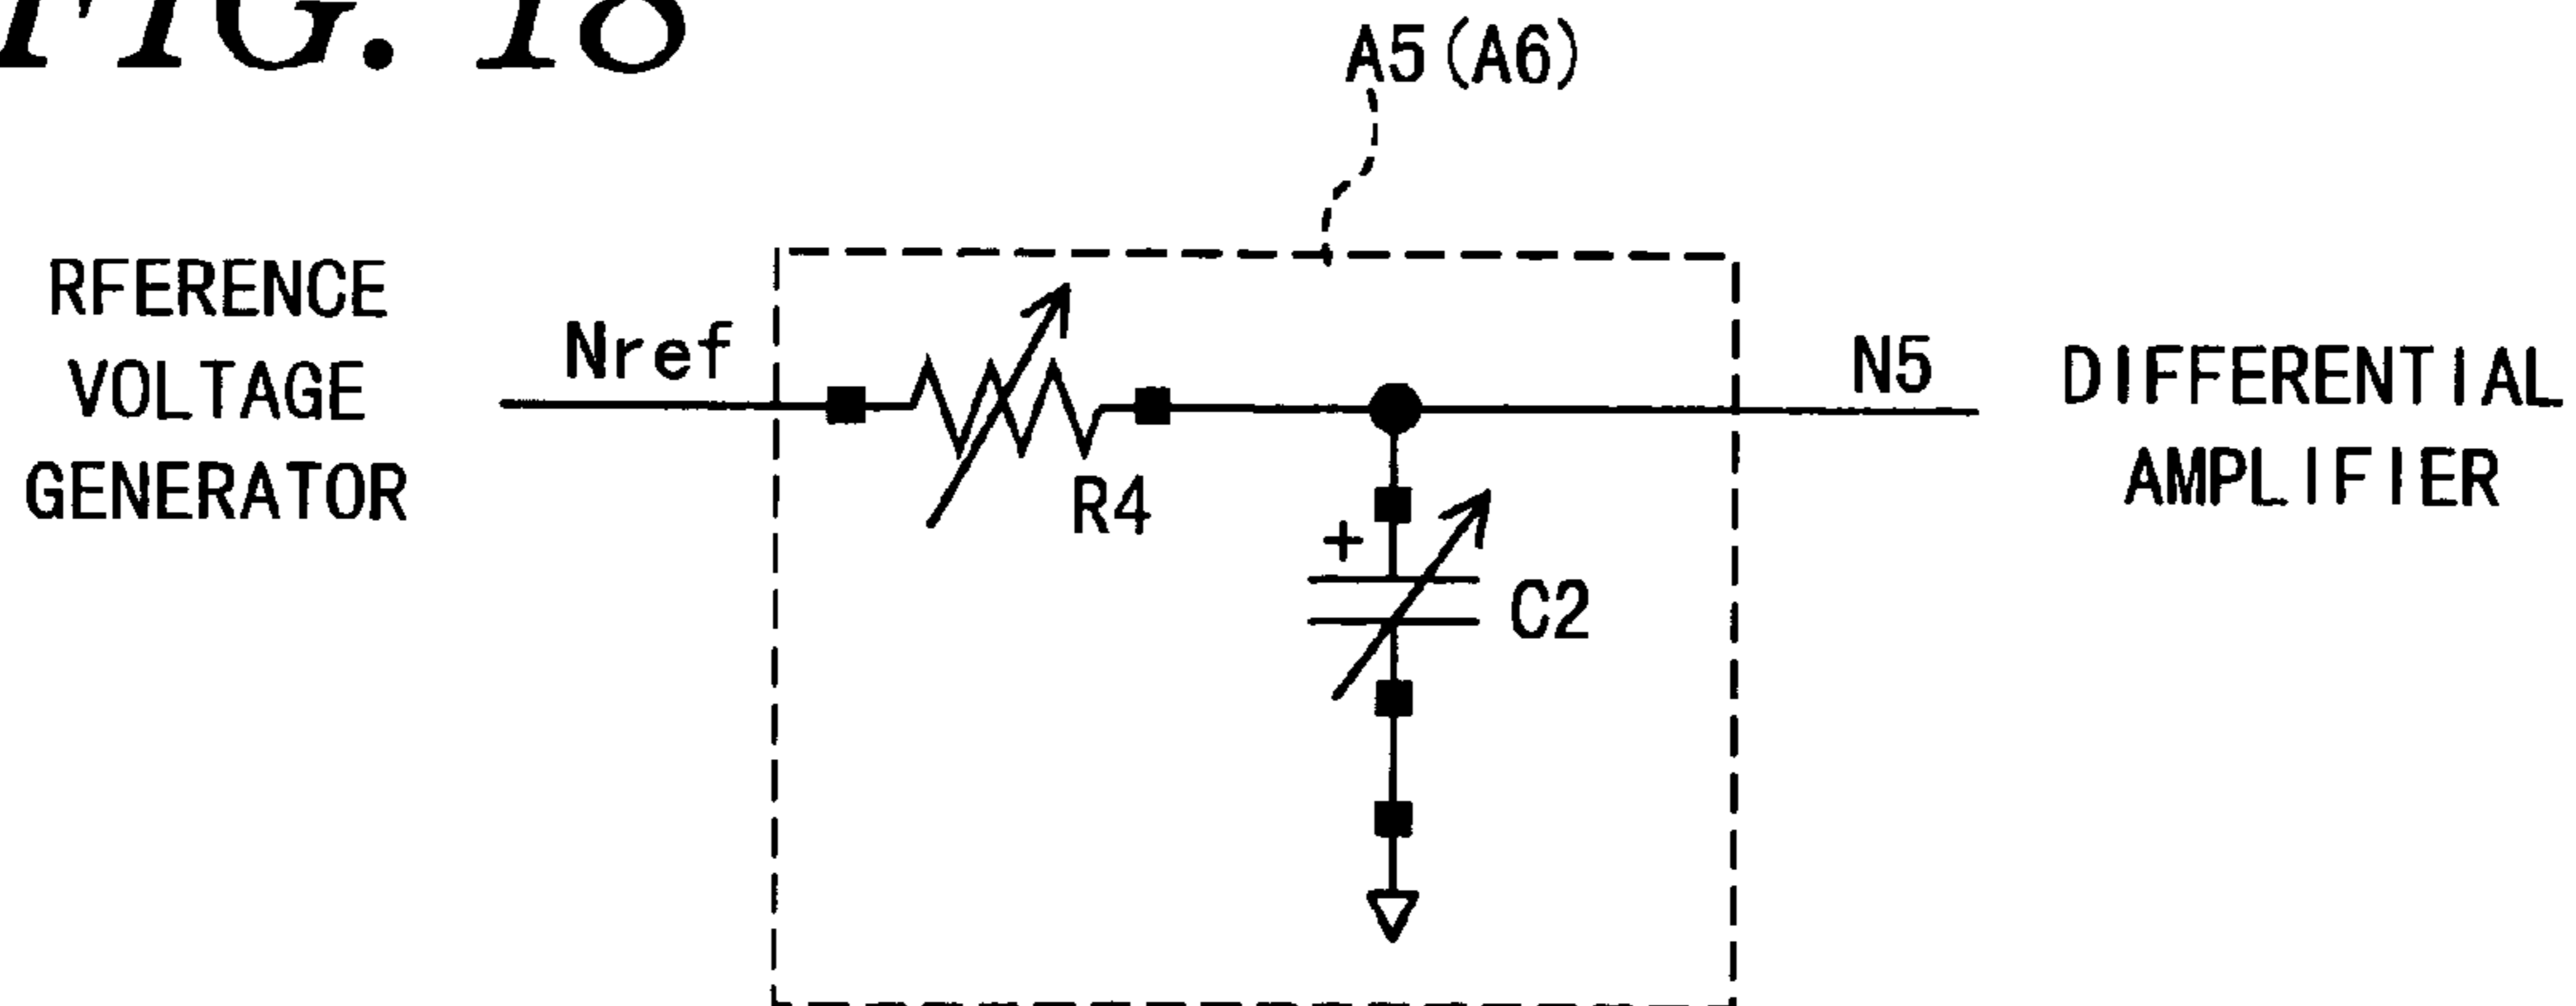 FIG. 18
A5(A6)
RFERENCE
VOLTAGE
GENERATOR
Nref
R4
+
C2
N5
DIFFERENTIAL
AMPLIFIER